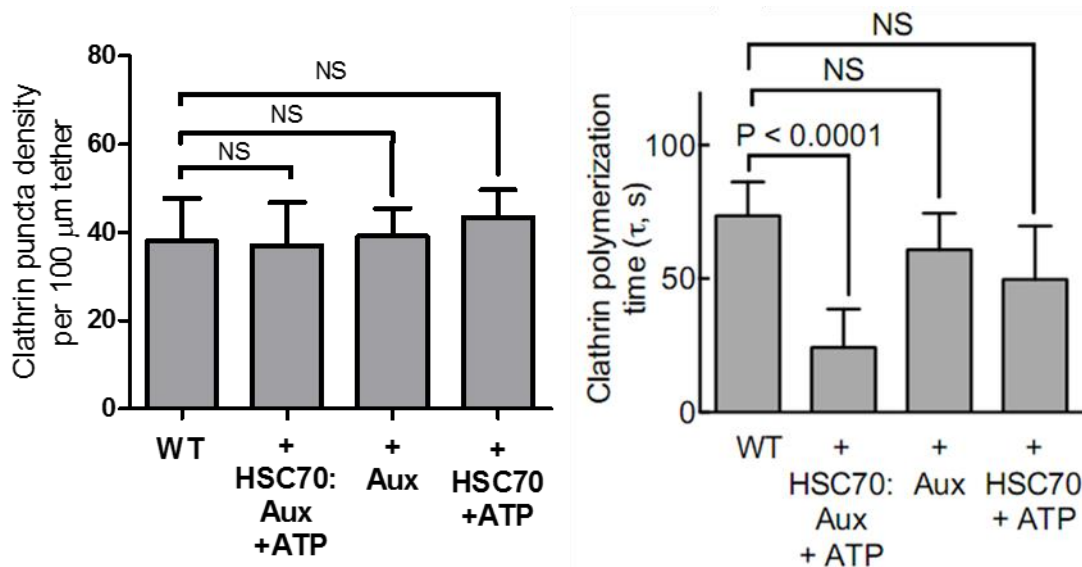 Clathrin puncta density
per 100 μm tether
80
60
40
20
0
NS
NS
NS
WT
+
HSC70:
Aux
+ATP
+
Aux
+
HSC70
+ATP
Clathrin polymerization
time (τ, s)
100
50
0
NS
NS
P < 0.0001
WT
+
HSC70:
Aux
+ ATP
+
Aux
+
HSC70
+ ATP